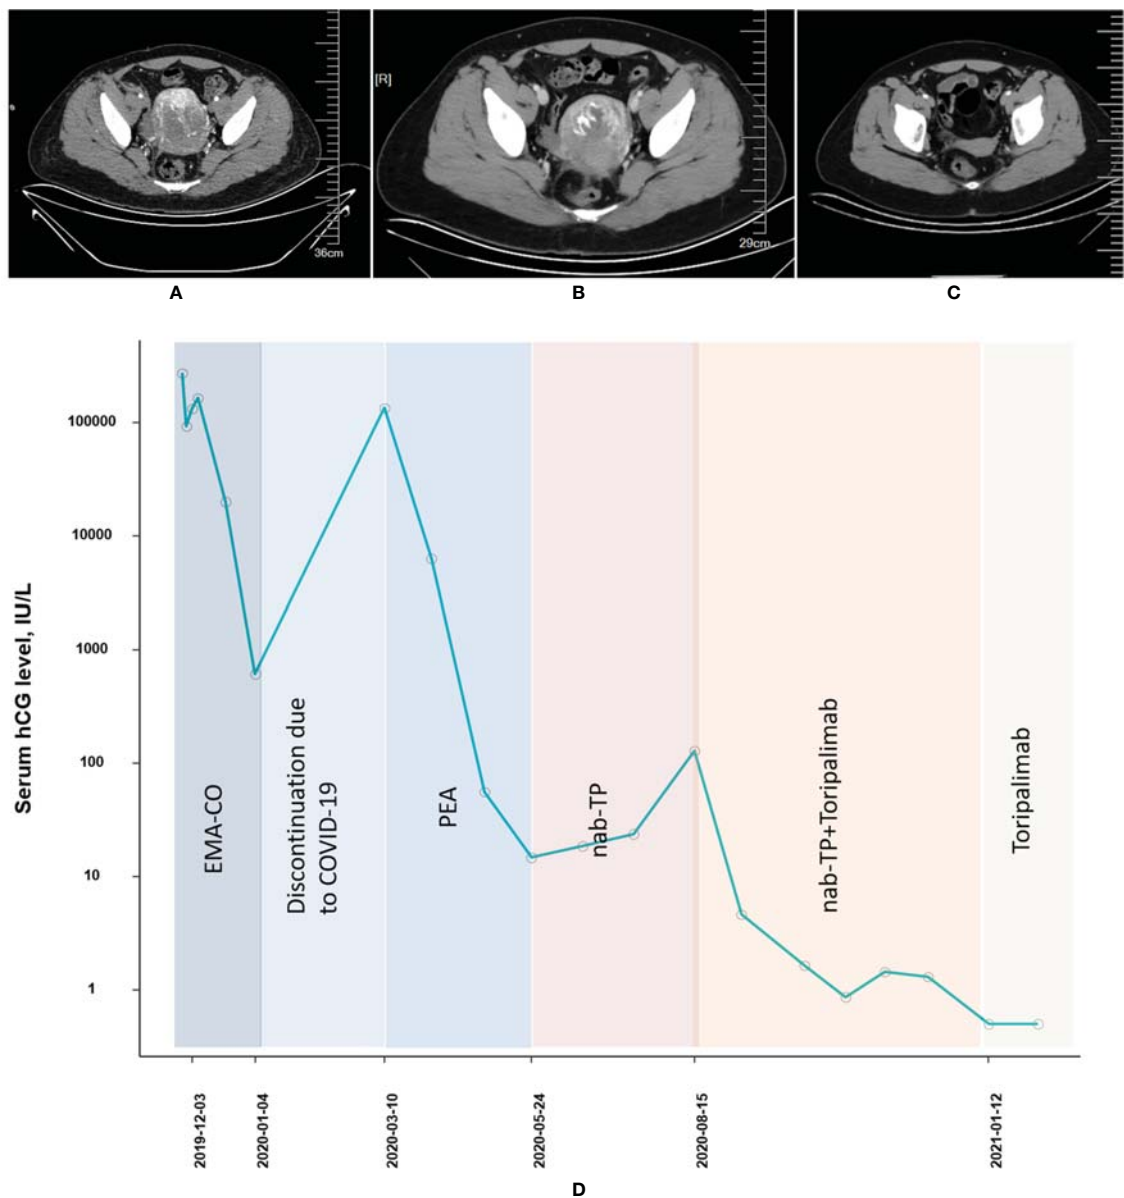 [R]
36cm
29cm
A
B
C
Serum hCG level, IU/L
100000
10000
1000
100
10
1
EMA-CO
Discontinuation due
to COVID-19
PEA
nab-TP
nab-TP+Toripalimab
Toripalimab
2019-12-03
2020-01-04
2020-03-10
2020-05-24
2020-08-15
2021-01-12
D